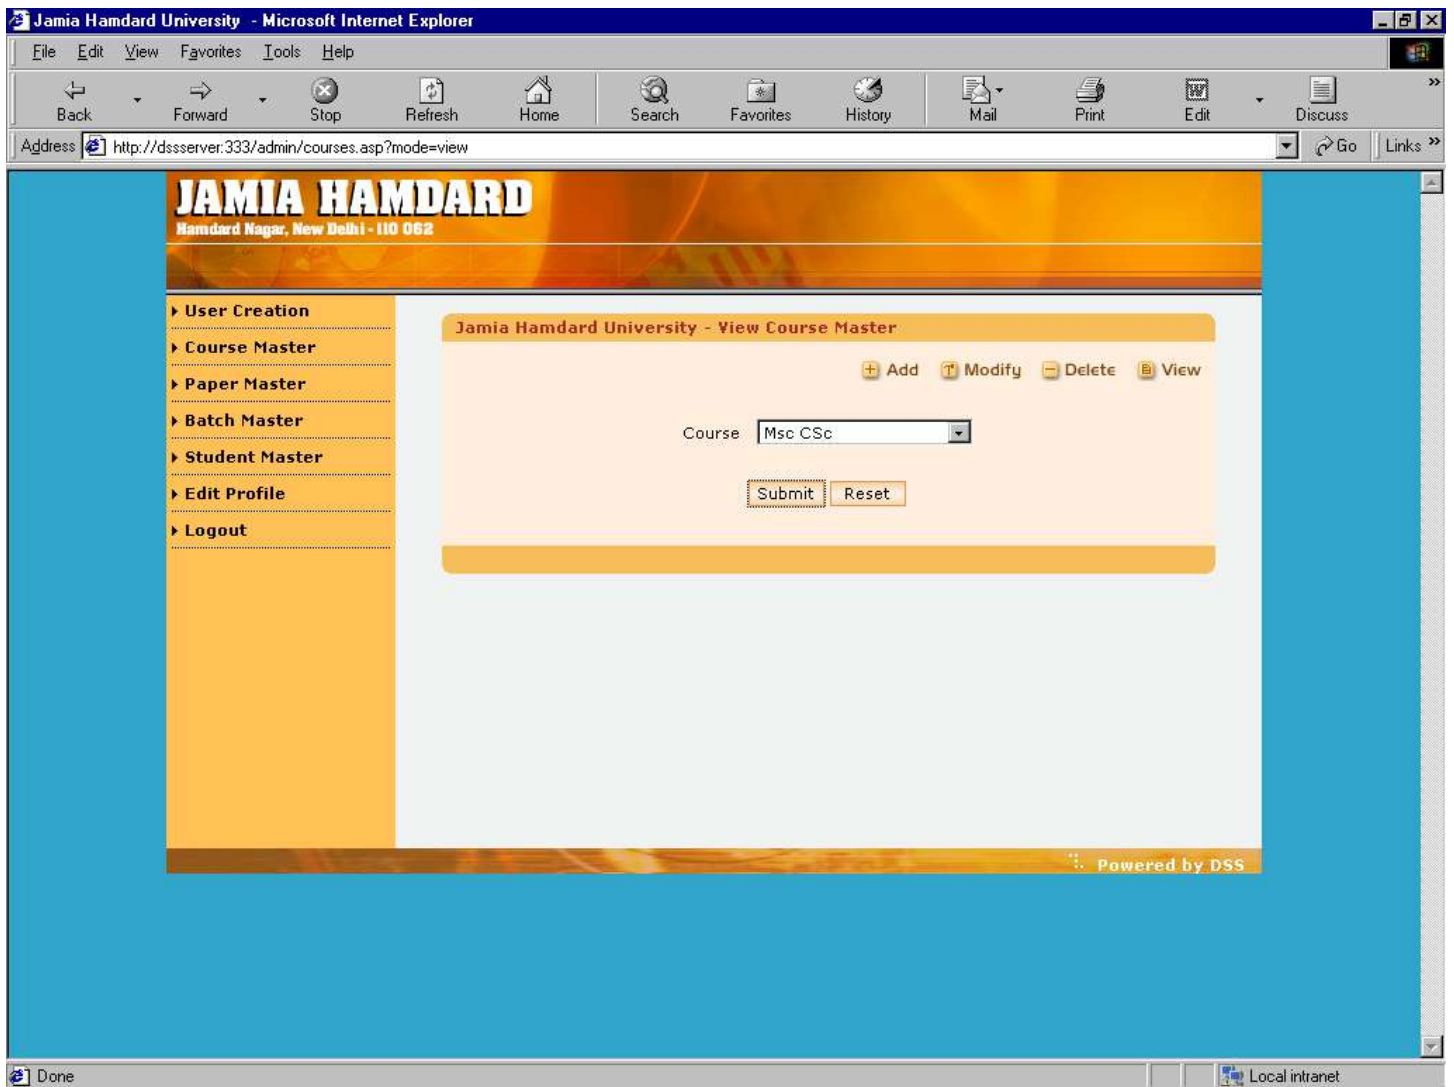 Jamia Hamdard University - Microsoft Internet Explorer
File Edit View Favorites Tools Help
Back Forward Stop Refresh Home Search Favorites History Mail Print Edit Discuss »
Address http://dssserver:333/admin/courses.asp?mode=view Go Links »
JAMIA HAMDARD
Hamdard Nagar, New Delhi - 110 062
User Creation
Course Master
Paper Master
Batch Master
Student Master
Edit Profile
Logout
Jamia Hamdard University - View Course Master
Add Modify Delete View
Course Msc CSc
Submit Reset
Powered by DSS
Done Local intranet